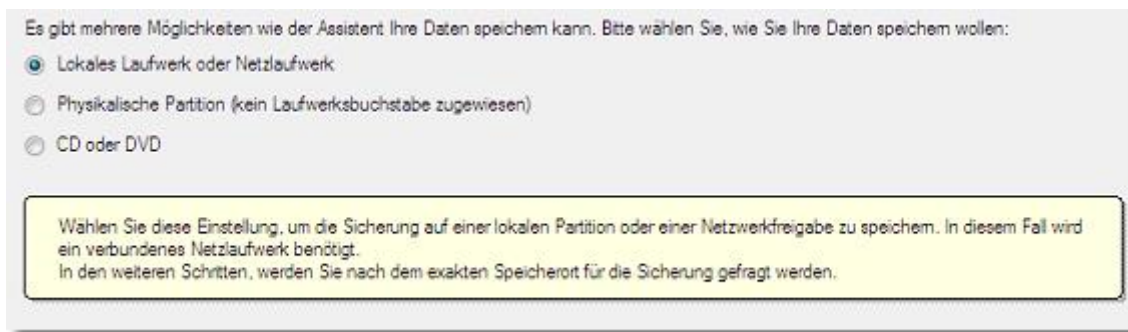 Es gibt mehrere Möglichkeiten wie der Assistent Ihre Daten speichern kann. Bitte wählen Sie, wie Sie Ihre Daten speichern wollen:
Lokales Laufwerk oder Netzlaufwerk
Physikalische Partition (kein Laufwerksbuchstabe zugewiesen)
CD oder DVD
Wählen Sie diese Einstellung, um die Sicherung auf einer lokalen Partition oder einer Netzwerkfreigabe zu speichern. In diesem Fall wird
ein verbundenes Netzlaufwerk benötigt.
In den weiteren Schritten, werden Sie nach dem exakten Speicherort für die Sicherung gefragt werden.